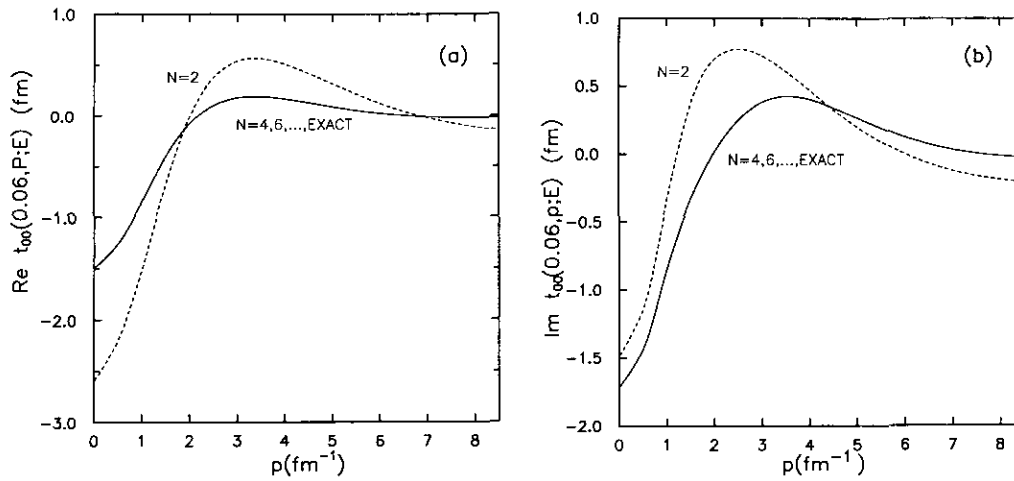 (a)
N=2
N=4,6,...,EXACT
Re t₀₀(0.06,P;E) (fm)
1.0
0.0
-1.0
-2.0
-3.0
0 1 2 3 4 5 6 7 8
p(fm⁻¹)
(b)
N=2
N=4,6,...,EXACT
Im t₀₀(0.06,p;E) (fm)
1.0
0.5
0.0
-0.5
-1.0
-1.5
-2.0
0 1 2 3 4 5 6 7 8
p(fm⁻¹)